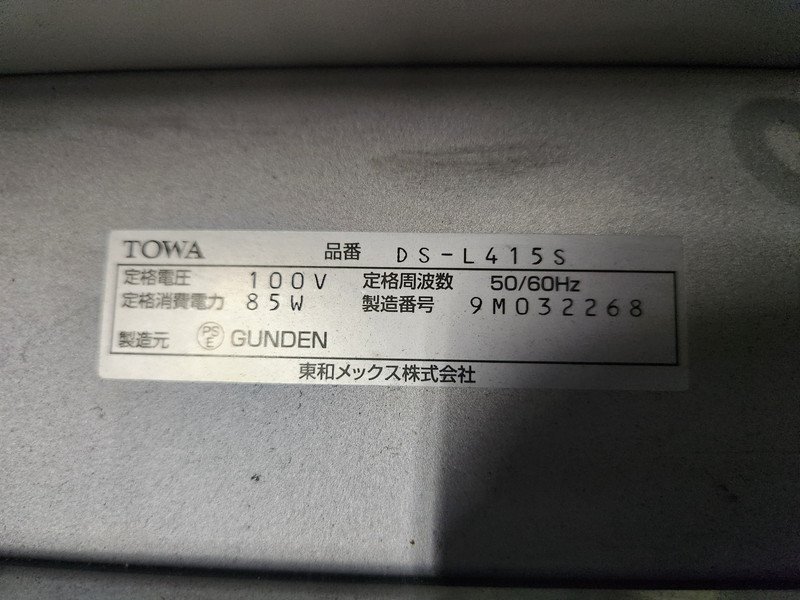 TOWA 品番 DS-L415S
定格電圧 100V 定格周波数 50/60Hz
定格消費電力 85W 製造番号 9M032268
製造元 PSE GUNDEN
東和メックス株式会社